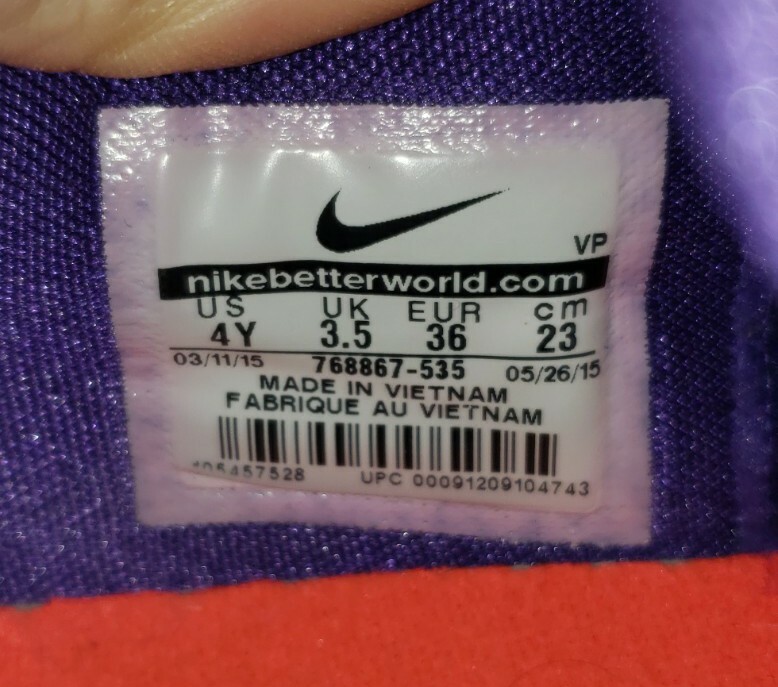 VP
nikebetterworld.com
US UK EUR cm
4Y 3.5 36 23
03/11/15 768867-535 05/26/15
MADE IN VIETNAM
FABRIQUE AU VIETNAM
UPC 00091209104743